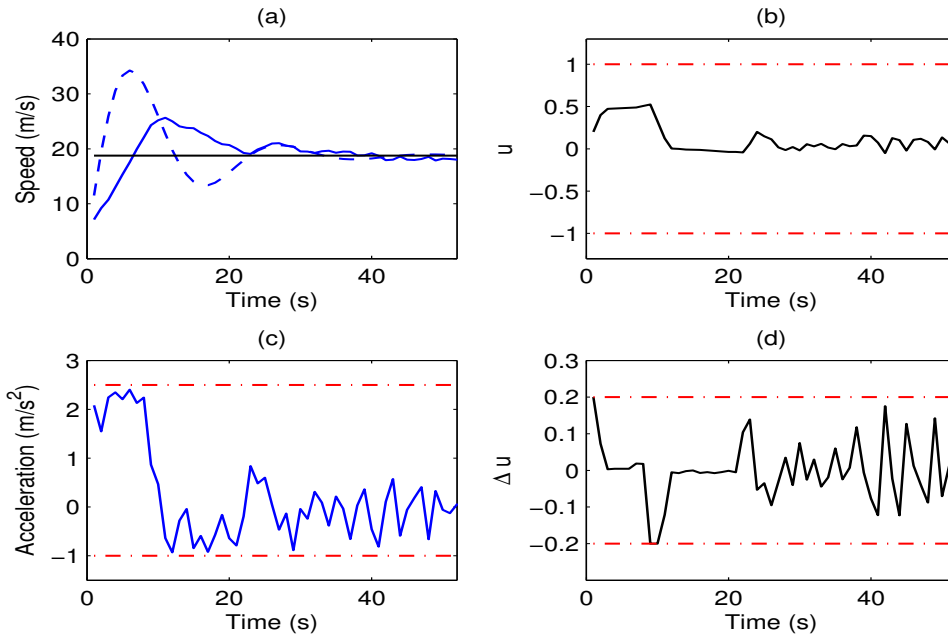 (a)
40
30
20
10
0
Speed (m/s)
0 20 40
Time (s)
(b)
1
0.5
0
−0.5
−1
u
0 20 40
Time (s)
(c)
3
2
1
0
−1
Acceleration (m/s²)
0 20 40
Time (s)
(d)
0.3
0.2
0.1
0
−0.1
−0.2
−0.3
Δ u
0 20 40
Time (s)